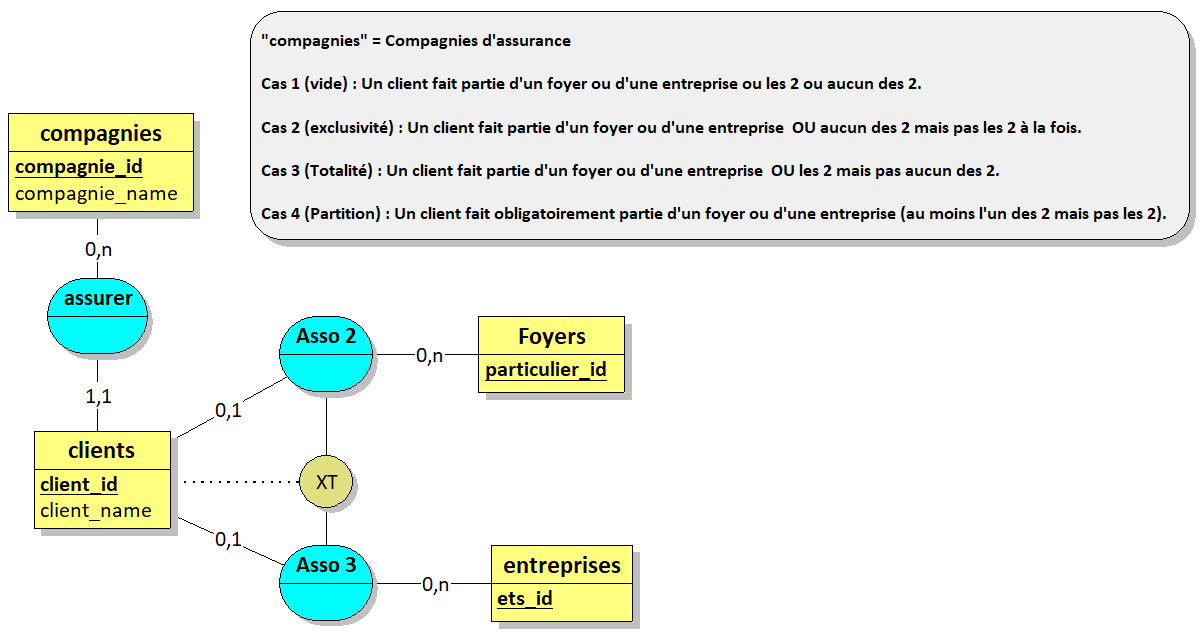 "compagnies" = Compagnies d'assurance
Cas 1 (vide) : Un client fait partie d'un foyer ou d'une entreprise ou les 2 ou aucun des 2.
Cas 2 (exclusivité) : Un client fait partie d'un foyer ou d'une entreprise  OU aucun des 2 mais pas les 2 à la fois.
Cas 3 (Totalité) : Un client fait partie d'un foyer ou d'une entreprise  OU les 2 mais pas aucun des 2.
Cas 4 (Partition) : Un client fait obligatoirement partie d'un foyer ou d'une entreprise (au moins l'un des 2 mais pas les 2).
compagnies
compagnie_id
compagnie_name
0,n
assurer
1,1
clients
client_id
client_name
0,1
Asso 2
0,n
Foyers
particulier_id
XT
0,1
Asso 3
0,n
entreprises
ets_id